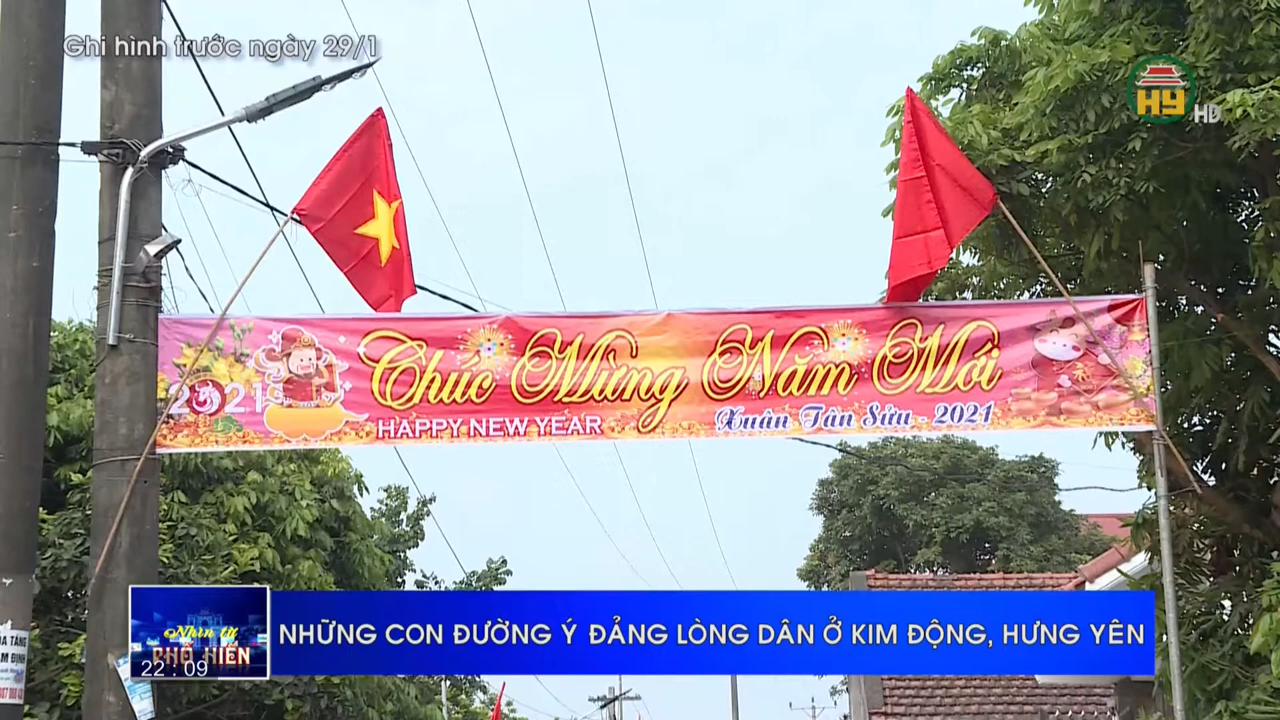 Ghi hình trước ngày 29/1
HY HD
2021
Chúc Mừng Năm Mới
HAPPY NEW YEAR
Xuân Tân Sửu - 2021
Nhìn từ
PHỐ HIẾN
22:09
NHỮNG CON ĐƯỜNG Ý ĐẢNG LÒNG DÂN Ở KIM ĐỘNG, HƯNG YÊN